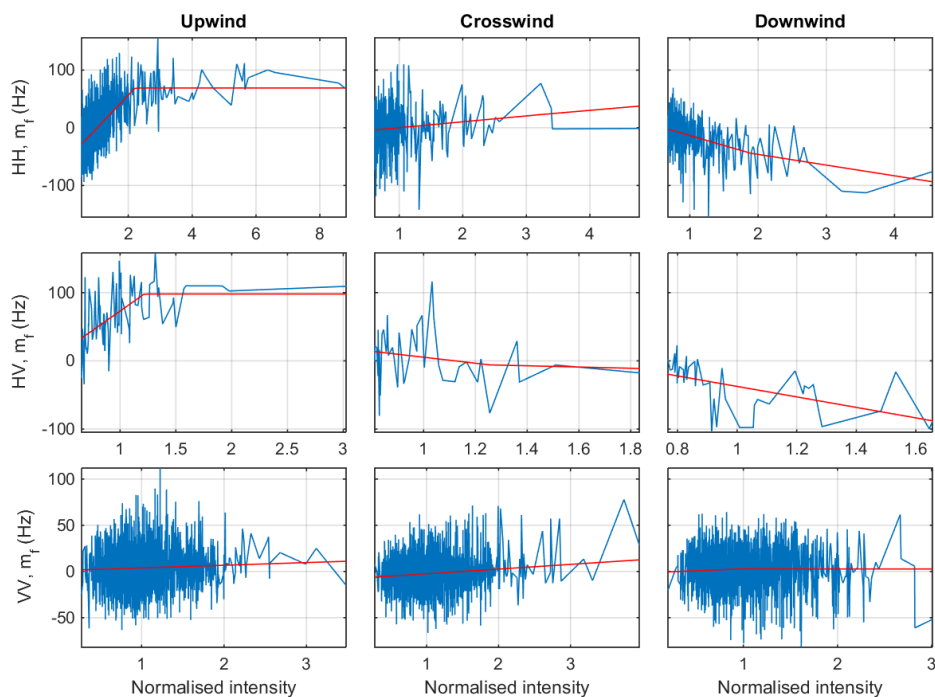 Upwind Crosswind Downwind
HH, m_f (Hz)
100
0
-100
2 4 6 8
1 2 3 4
1 2 3 4
HV, m_f (Hz)
100
0
-100
1 1.5 2 2.5 3
1 1.2 1.4 1.6 1.8
0.8 1 1.2 1.4 1.6
VV, m_f (Hz)
100
50
0
-50
1 2 3
1 2 3
1 2 3
Normalised intensity Normalised intensity Normalised intensity